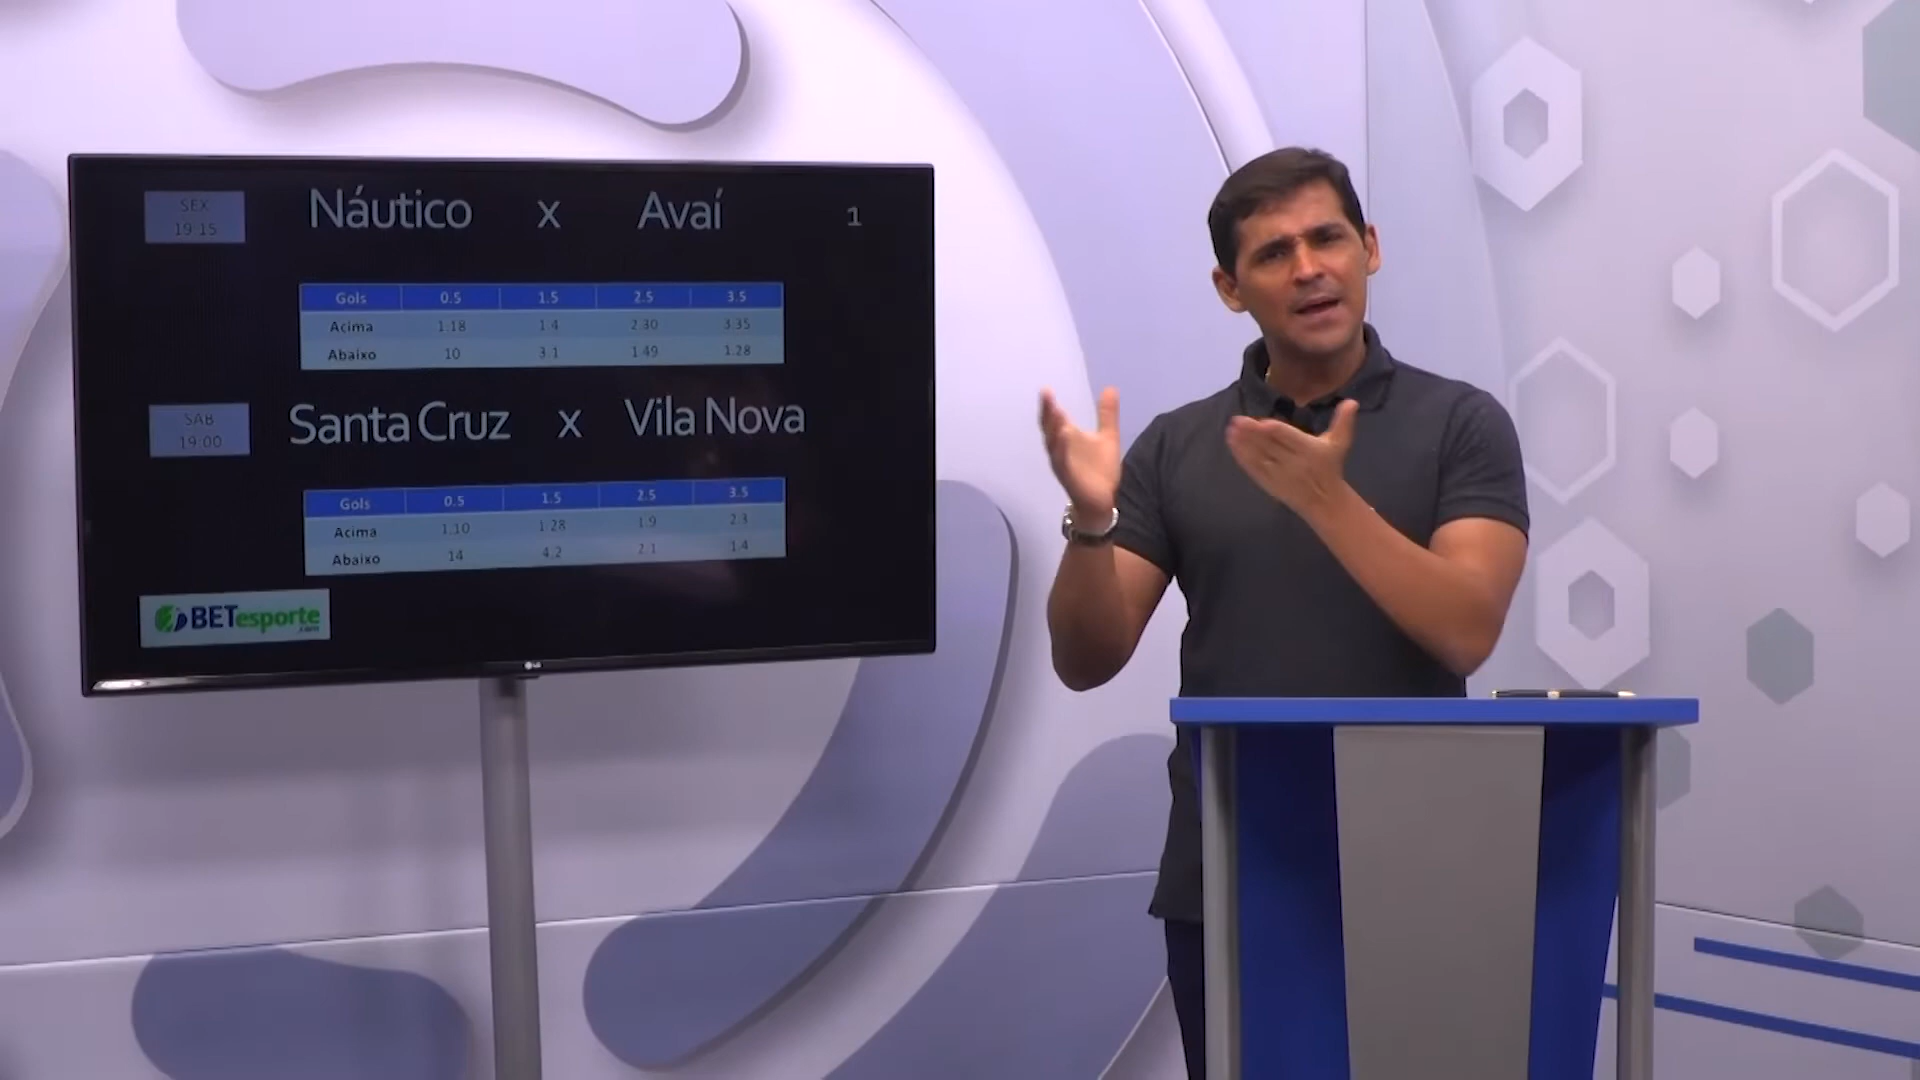 SEX
19:15
Náutico x Avaí 1
Gols 0.5 1.5 2.5 3.5
Acima 1.18 1.4 2.30 3.35
Abaixo 10 3.1 1.49 1.28
SAB
19:00
Santa Cruz x Vila Nova
Gols 0.5 1.5 2.5 3.5
Acima 1.10 1.28 1.9 2.3
Abaixo 14 4.2 2.1 1.4
BETesporte
.com
LG